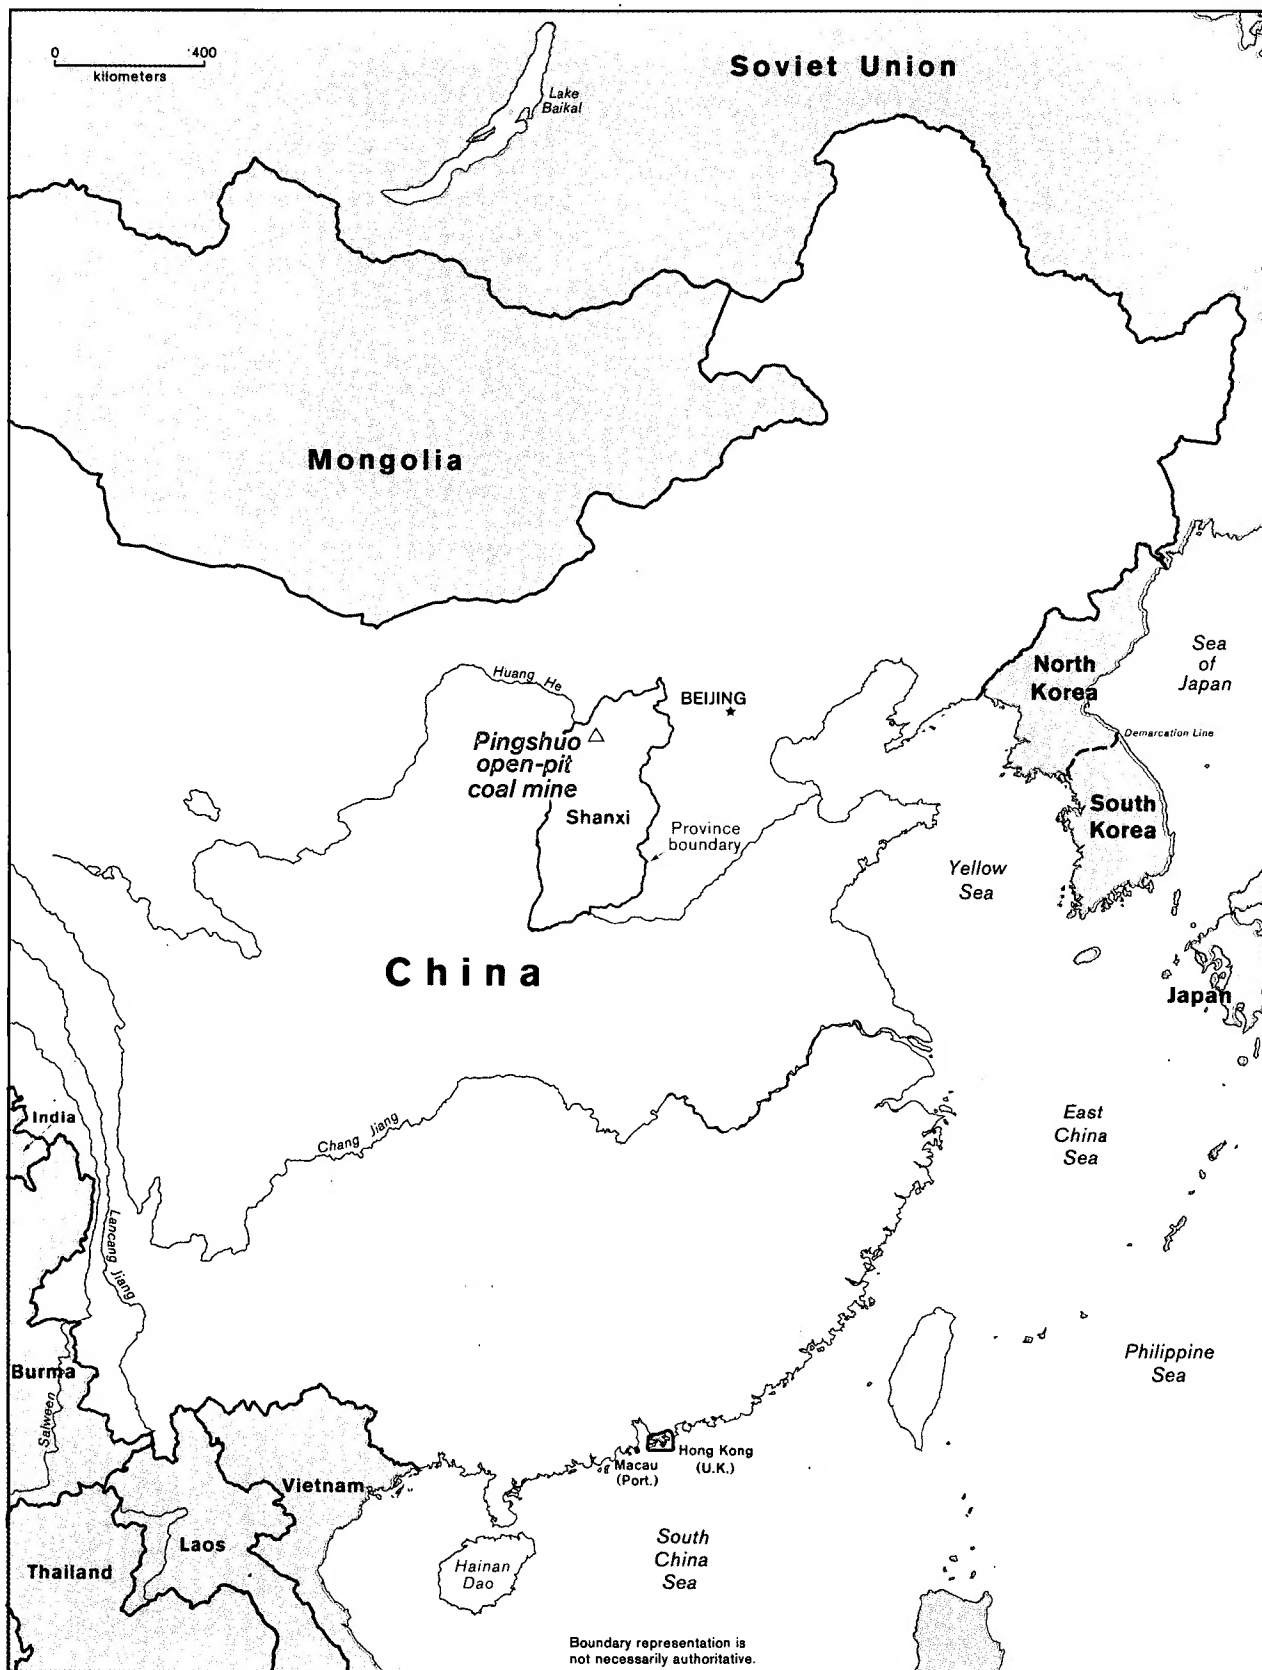 0 400
kilometers
Soviet Union
Lake
Baikal
Mongolia
Huang He
BEIJING
North
Korea
Sea
of
Japan
Demarcation Line
Pingshuo
open-pit
coal mine
Shanxi
Province
boundary
South
Korea
Yellow
Sea
China
Japan
India
Chang Jiang
East
China
Sea
Lancang Jiang
Philippine
Sea
Burma
Salween
Hong Kong
(U.K.)
Macau
(Port.)
Vietnam
Laos
Thailand
Hainan
Dao
South
China
Sea
Boundary representation is
not necessarily authoritative.